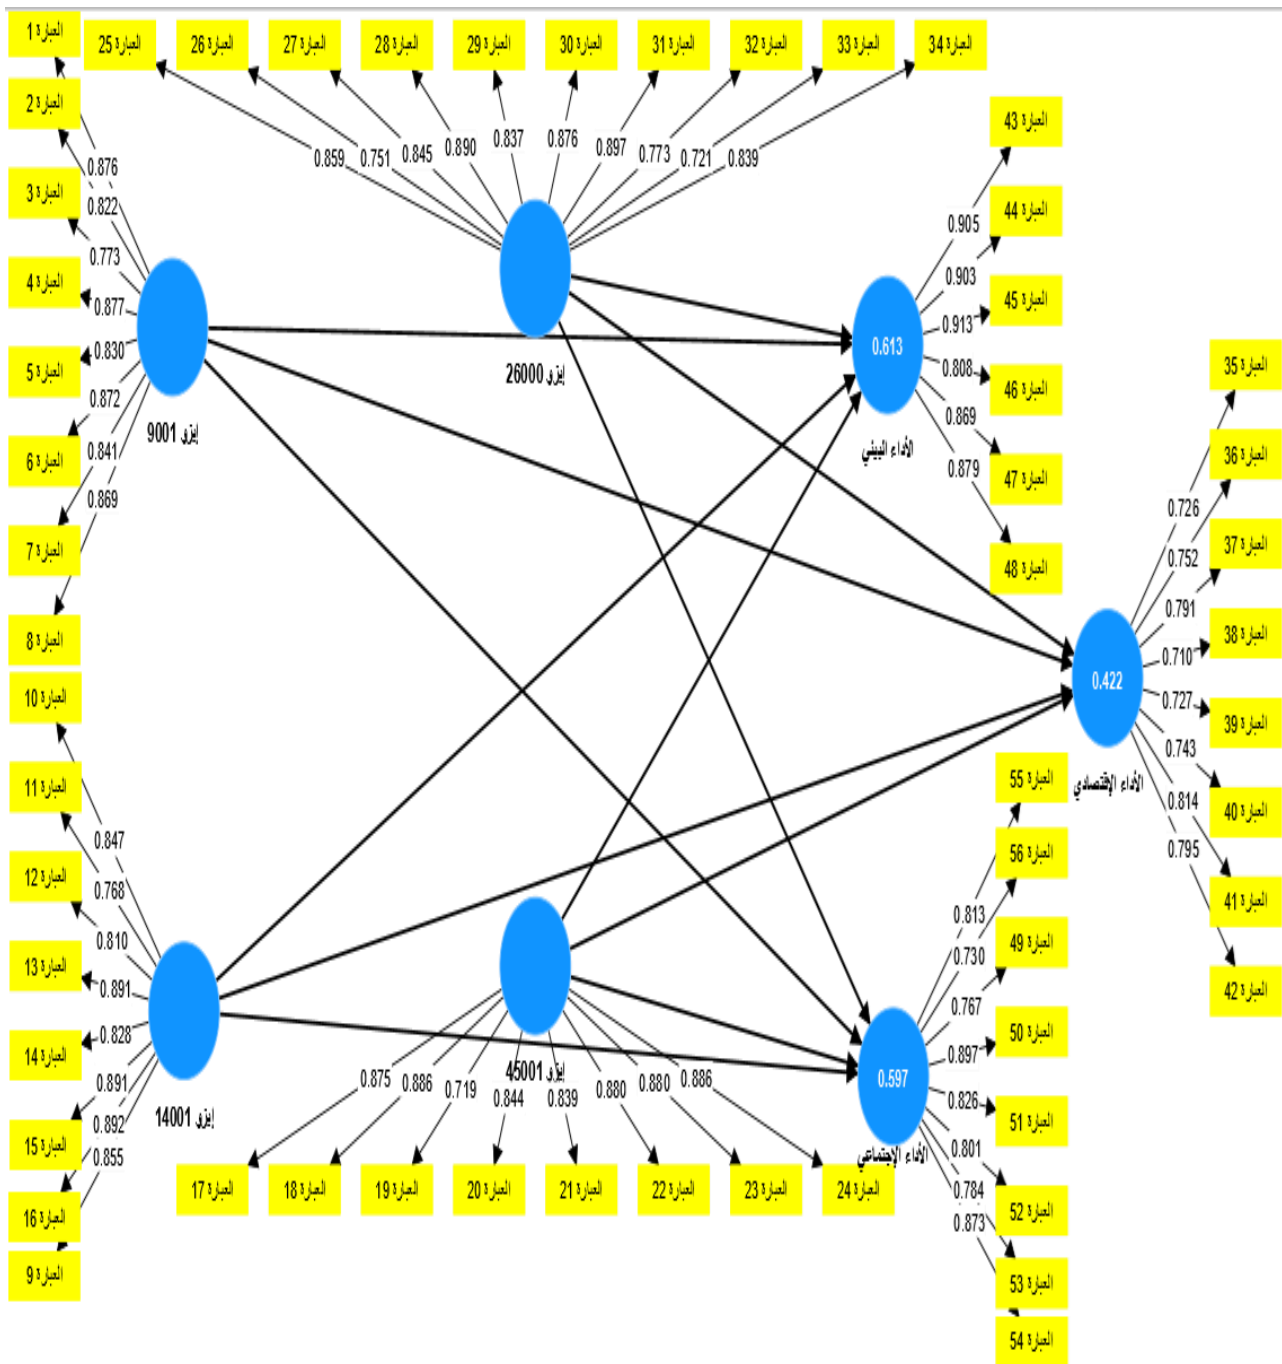 العبارة 1
العبارة 2
العبارة 3
العبارة 4
العبارة 5
العبارة 6
العبارة 7
العبارة 8
0.876
0.822
0.773
0.877
0.830
0.872
0.841
0.869
إيزو 9001
العبارة 25
العبارة 26
العبارة 27
العبارة 28
العبارة 29
العبارة 30
العبارة 31
العبارة 32
العبارة 33
العبارة 34
0.859
0.751
0.845
0.890
0.837
0.876
0.897
0.773
0.721
0.839
إيزو 26000
العبارة 43
العبارة 44
العبارة 45
العبارة 46
العبارة 47
العبارة 48
0.905
0.903
0.913
0.808
0.869
0.879
0.613
الأداء البيئي
العبارة 35
العبارة 36
العبارة 37
العبارة 38
العبارة 39
العبارة 40
العبارة 41
العبارة 42
0.726
0.752
0.791
0.710
0.727
0.743
0.814
0.795
0.422
الأداء الإقتصادي
العبارة 10
العبارة 11
العبارة 12
العبارة 13
العبارة 14
العبارة 15
العبارة 16
العبارة 9
0.847
0.768
0.810
0.891
0.828
0.891
0.892
0.855
إيزو 14001
إيزو 45001
0.875
0.886
0.719
0.844
0.839
0.880
0.880
0.886
العبارة 17
العبارة 18
العبارة 19
العبارة 20
العبارة 21
العبارة 22
العبارة 23
العبارة 24
العبارة 55
العبارة 56
العبارة 49
العبارة 50
العبارة 51
العبارة 52
العبارة 53
العبارة 54
0.813
0.730
0.767
0.897
0.826
0.801
0.784
0.873
0.597
الأداء الإجتماعي